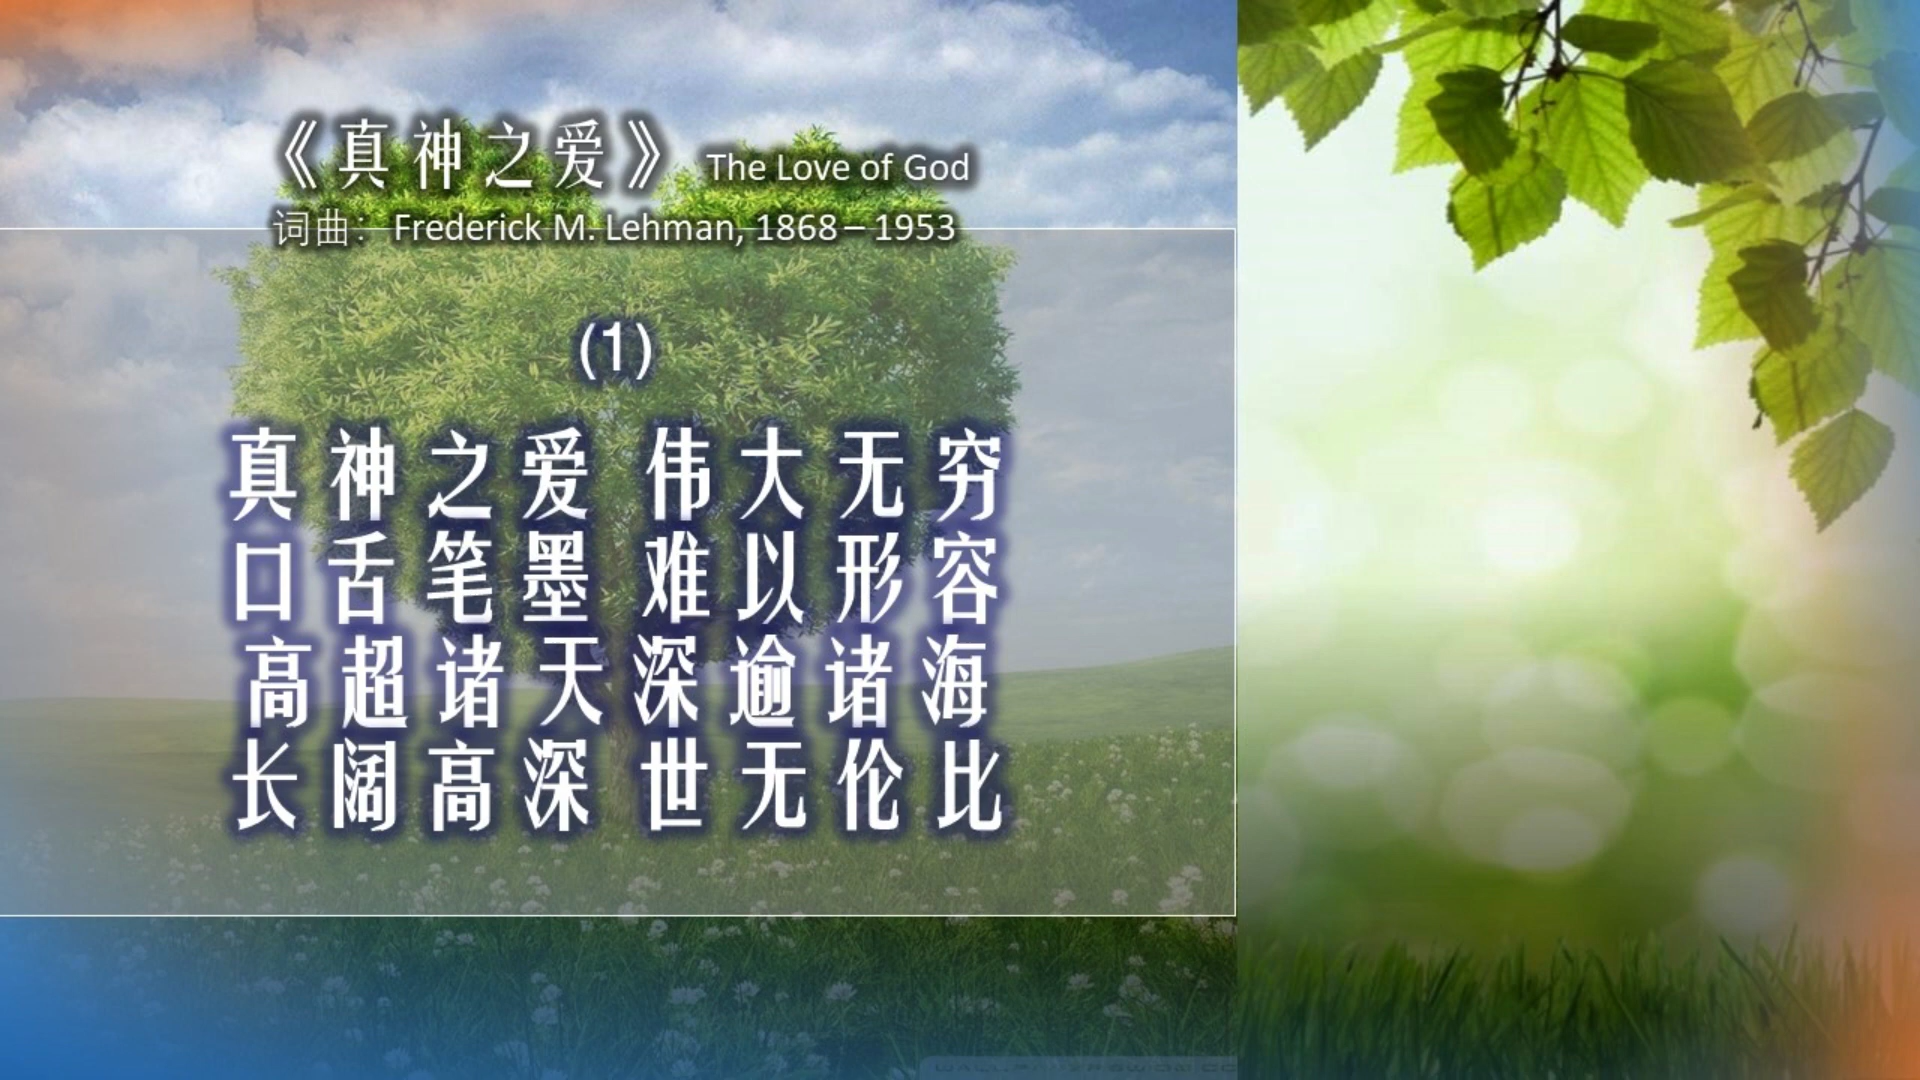 《真神之爱》 The Love of God
词曲: Frederick M. Lehman, 1868 – 1953
(1)
真神之爱 伟大无穷
口舌笔墨 难以形容
高超诸天深逾诸海
长阔高深 世无伦比